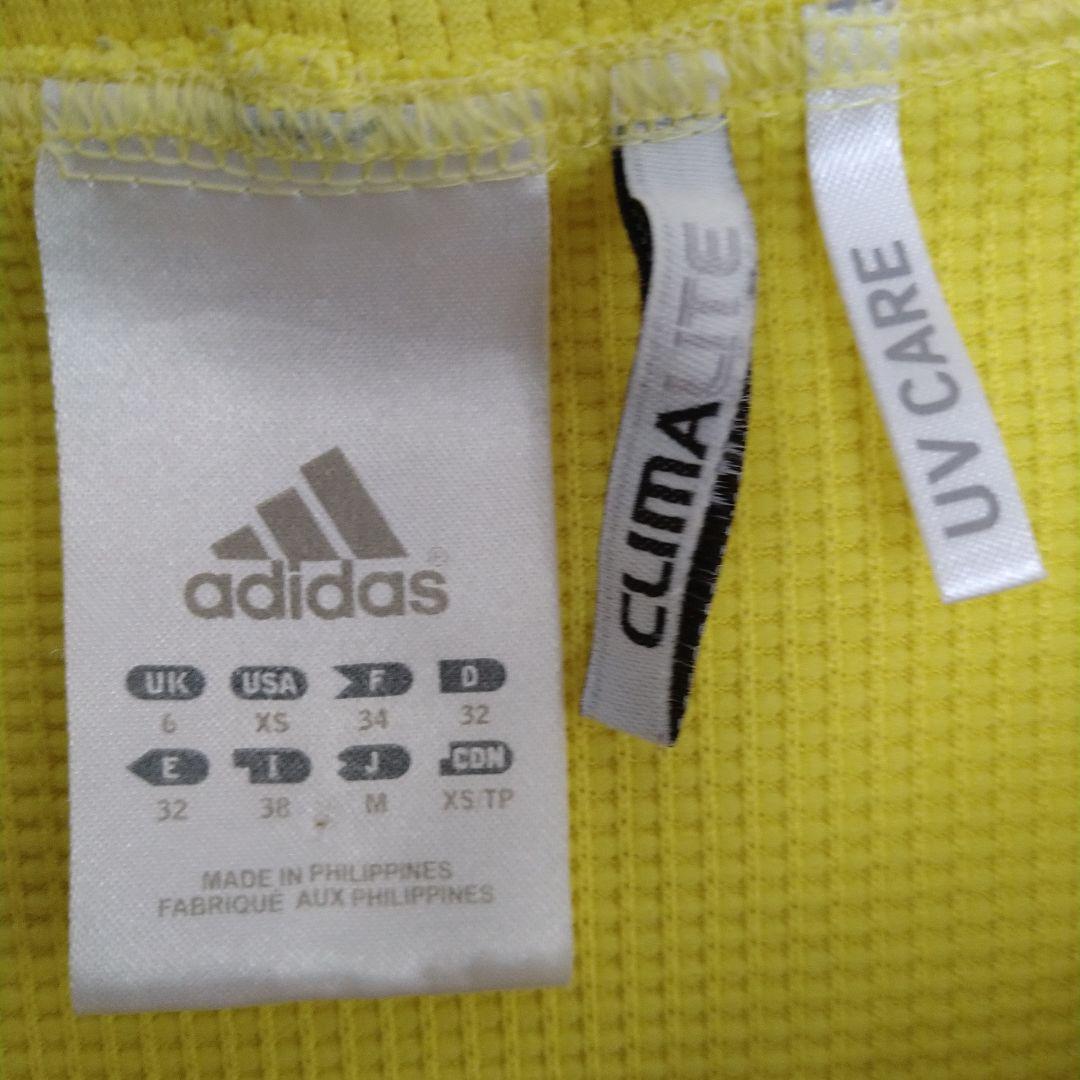 adidas®
UK USA F D
6 XS 34 32
E I J CDN
32 38 M XS/TP
MADE IN PHILIPPINES
FABRIQUÉ AUX PHILIPPINES
CLIMALITE
UV CARE